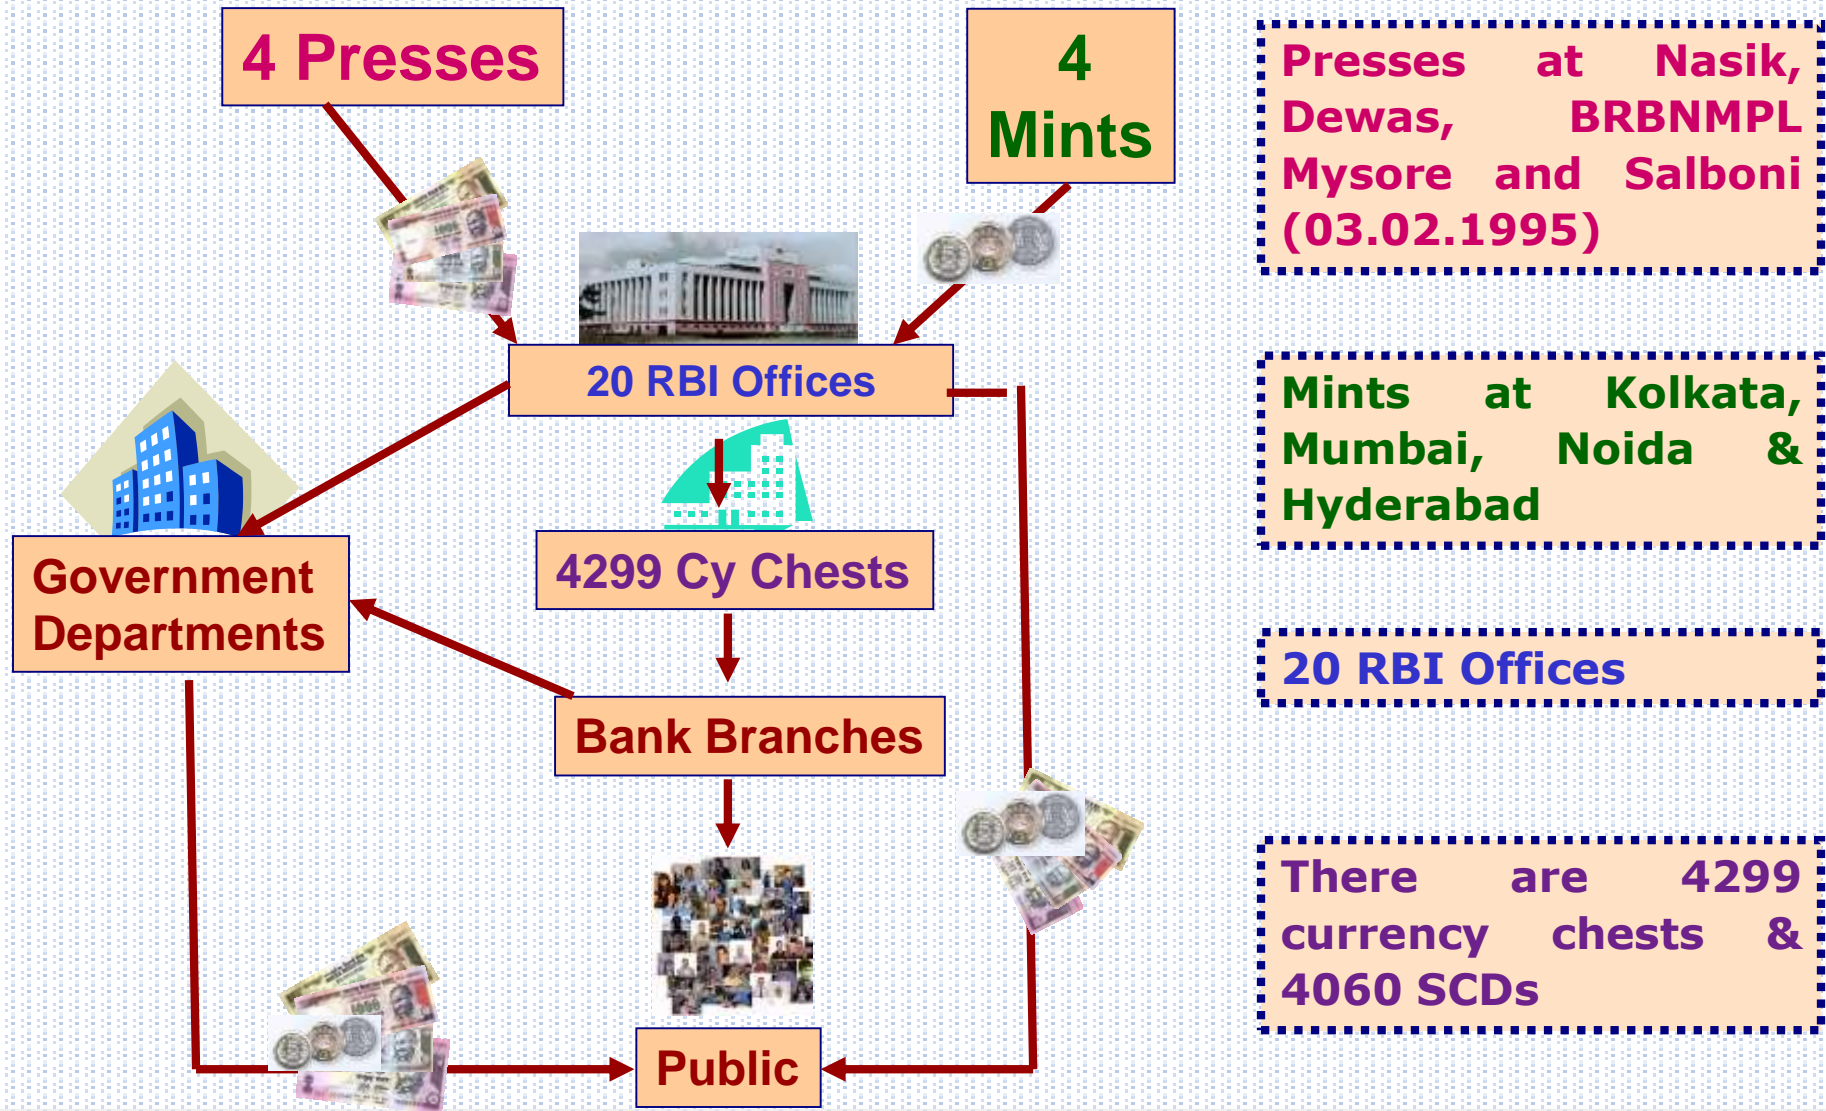 4 Presses
4
Mints
20 RBI Offices
Government
Departments
4299 Cy Chests
Bank Branches
Public
Presses at Nasik,
Dewas, BRBNMPL
Mysore and Salboni
(03.02.1995)
Mints at Kolkata,
Mumbai, Noida &
Hyderabad
20 RBI Offices
There are 4299
currency chests &
4060 SCDs